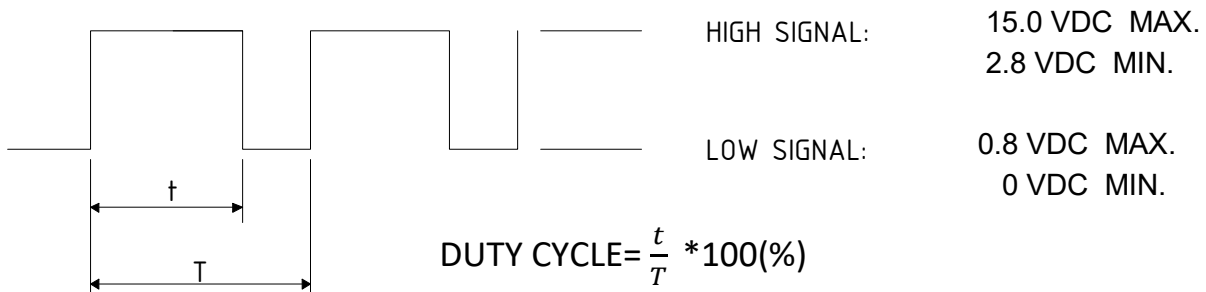 HIGH SIGNAL: 15.0 VDC MAX.
2.8 VDC MIN.
LOW SIGNAL: 0.8 VDC MAX.
0 VDC MIN.
t
T
DUTY CYCLE= t/T *100(%)